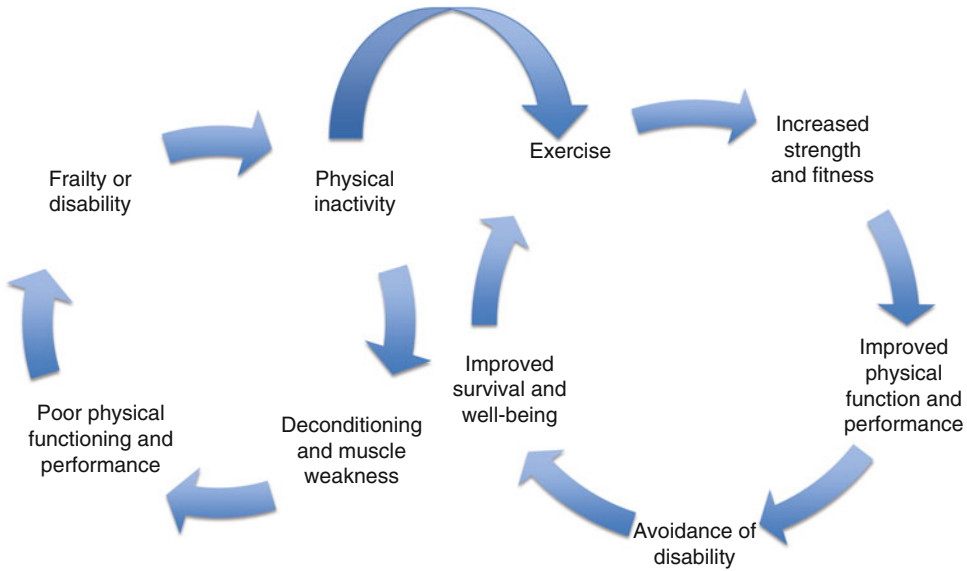 Frailty or
disability
Physical
inactivity
Exercise
Increased
strength
and fitness
Improved
physical
function and
performance
Avoidance of
disability
Improved
survival and
well-being
Deconditioning
and muscle
weakness
Poor physical
functioning and
performance